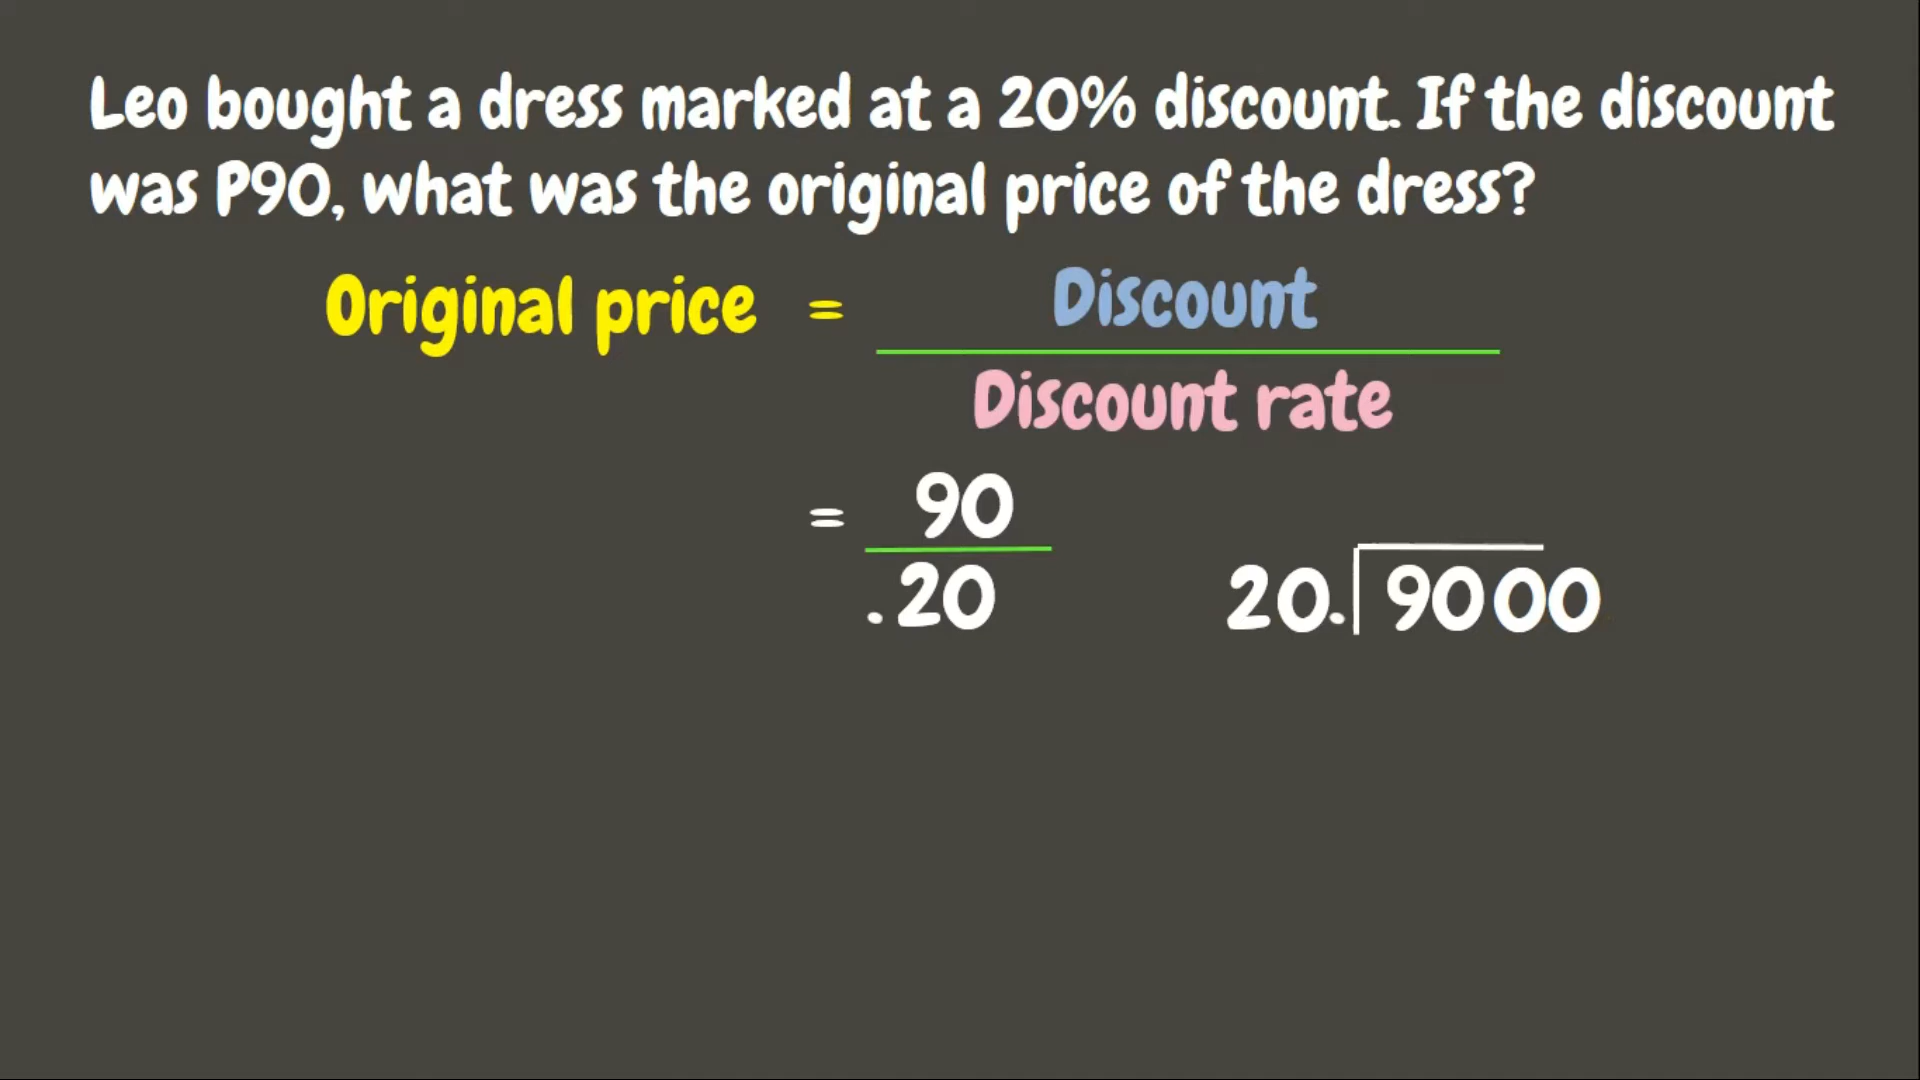 Leo bought a dress marked at a 20% discount. If the discount
was P90, what was the original price of the dress?
Original price = Discount
Discount rate
= 90
.20
20. 9000